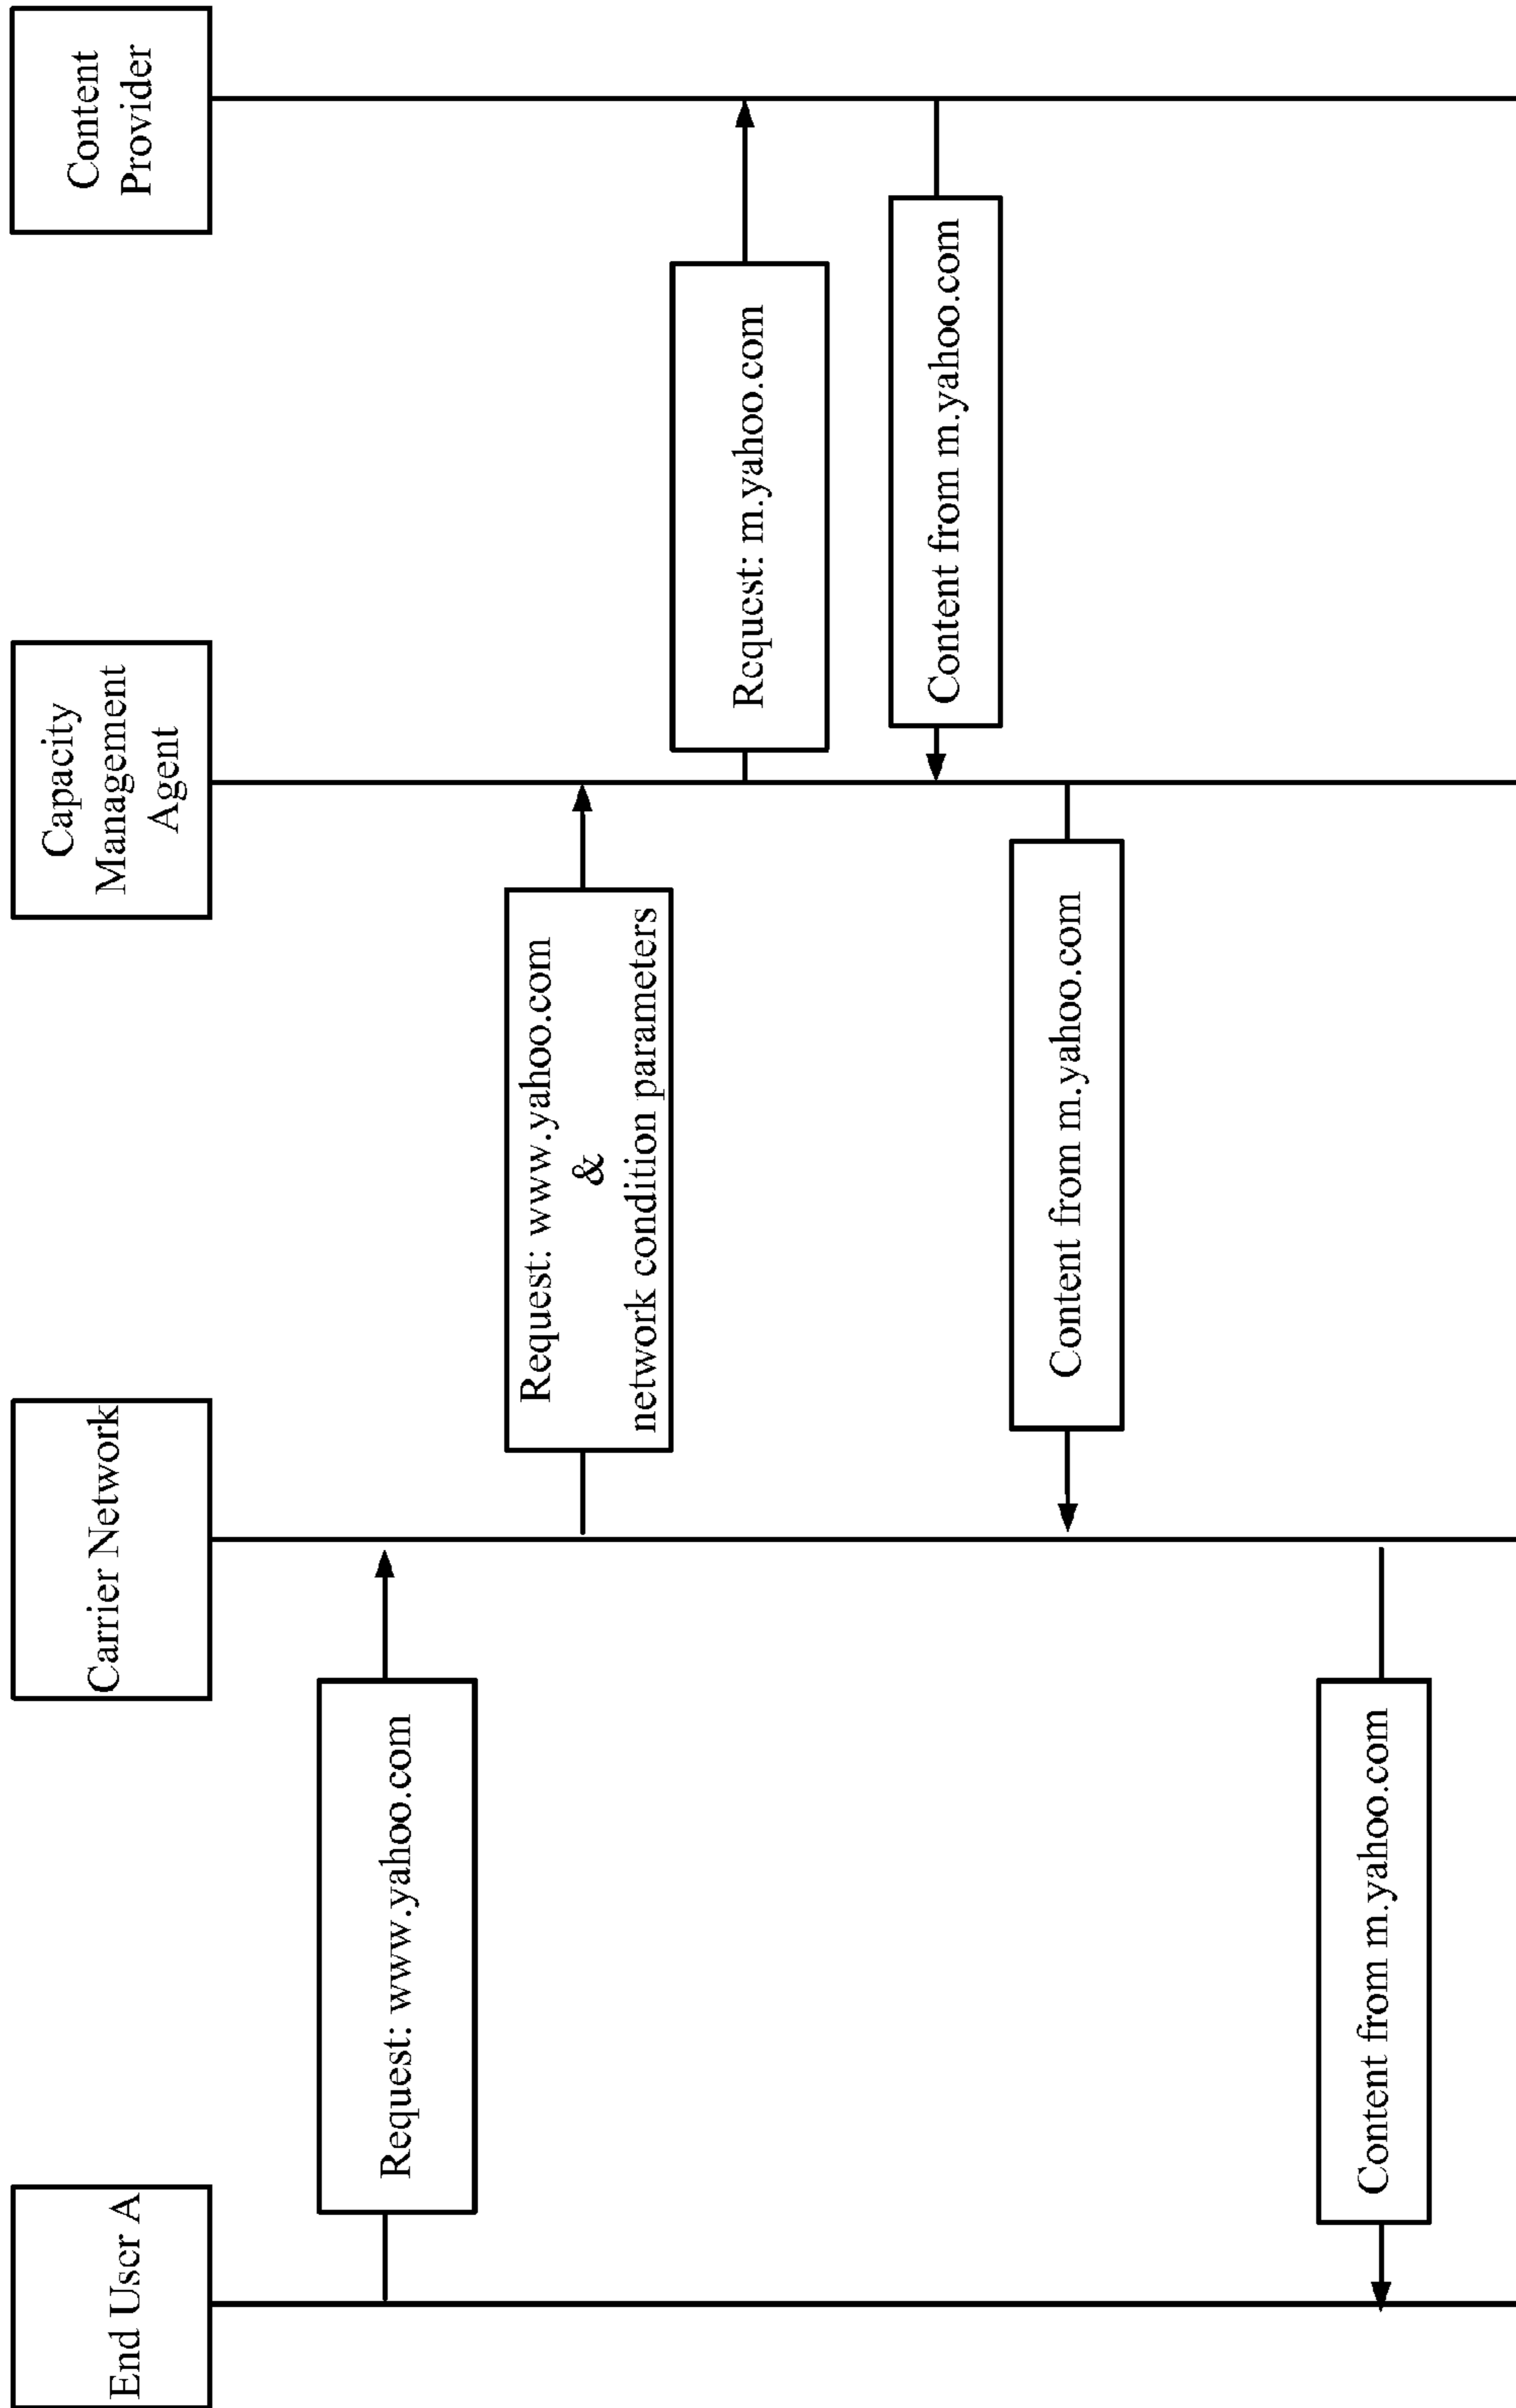 End User A
Carrier Network
Capacity
Management
Agent
Content
Provider
Request: www.yahoo.com
Request: www.yahoo.com
&
network condition parameters
Request: m.yahoo.com
Content from m.yahoo.com
Content from m.yahoo.com
Content from m.yahoo.com